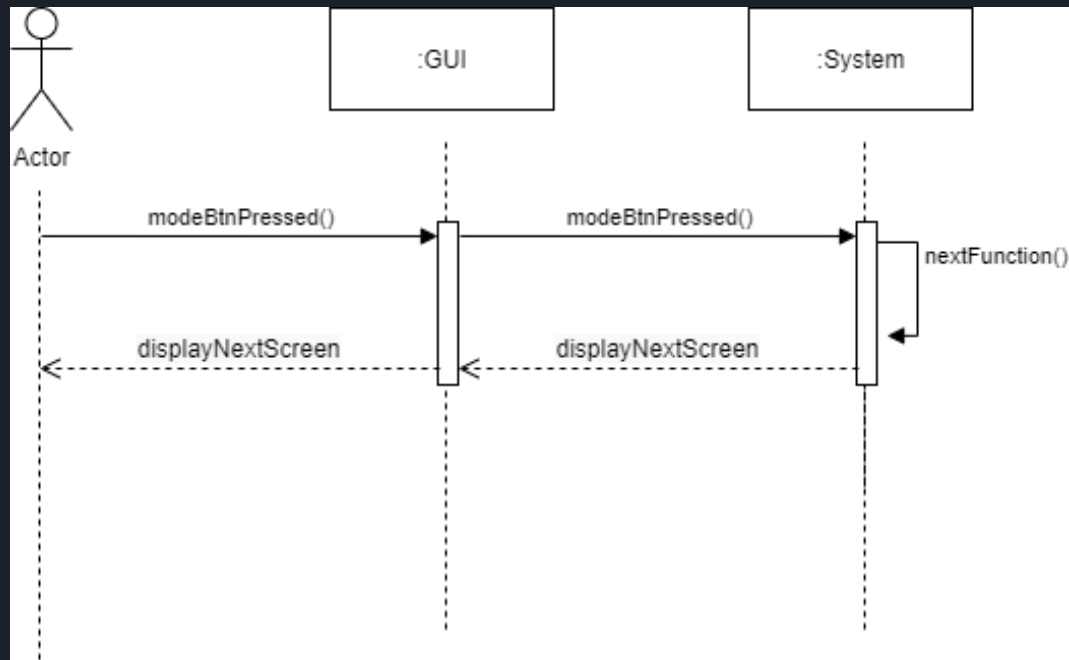 :GUI
:System
Actor
modeBtnPressed()
modeBtnPressed()
nextFunction()
displayNextScreen
displayNextScreen